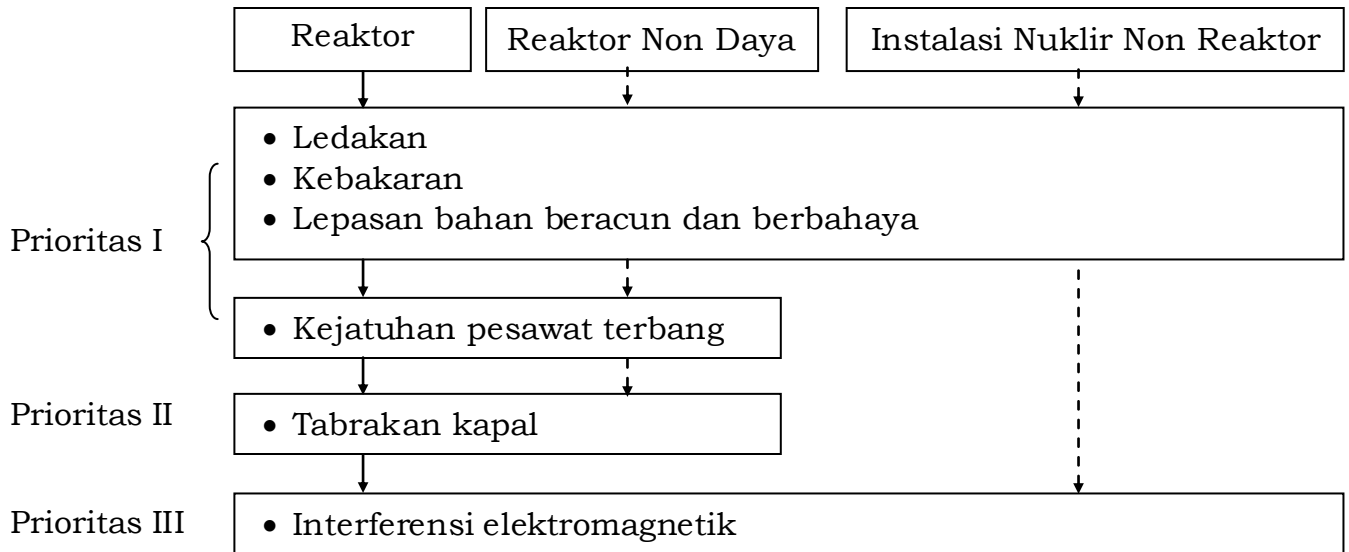 Reaktor
Reaktor Non Daya
Instalasi Nuklir Non Reaktor
• Ledakan
• Kebakaran
• Lepasan bahan beracun dan berbahaya
Prioritas I
• Kejatuhan pesawat terbang
Prioritas II
• Tabrakan kapal
Prioritas III
• Interferensi elektromagnetik